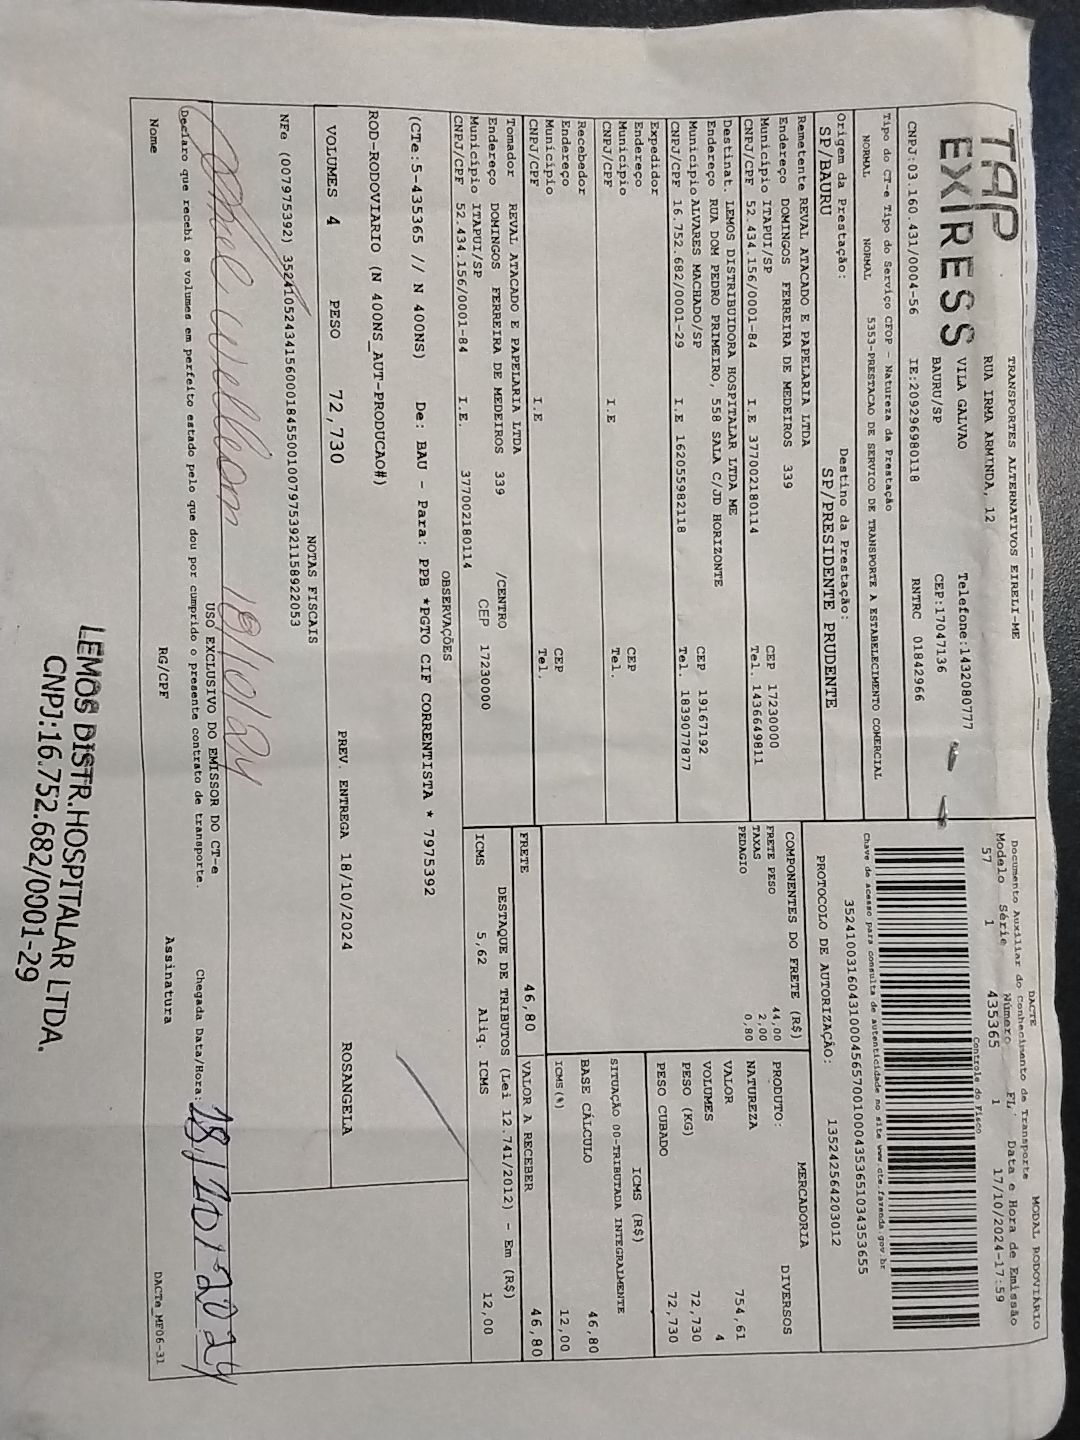 TAP
EXPRESS
TRANSPORTES ALTERNATIVOS EIRELI-ME
RUA IRMA ARMINDA, 12
VILA GALVAO Telefone:1432080777
BAURU/SP CEP:17047136
CNPJ:03.160.431/0004-56 IE:209296980118 RNTRC 01842966
DACTE MODAL RODOVIÁRIO
Documento Auxiliar do Conhecimento de Transporte
Modelo Série Número FL Data e Hora de Emissão
57 1 435365 1 17/10/2024-17:59
Controle do Fisco
Tipo do CT-e Tipo do Serviço CFOP - Natureza da Prestação
NORMAL NORMAL 5353-PRESTACAO DE SERVICO DE TRANSPORTE A ESTABELECIMENTO COMERCIAL
Chave de acesso para consulta de autenticidade no site www.cte.fazenda.gov.br
35241003160431000456570010004353651034353655
Origem da Prestação: Destino da Prestação:
SP/BAURU SP/PRESIDENTE PRUDENTE
PROTOCOLO DE AUTORIZAÇÃO: 135242564203012
Remetente REVAL ATACADO E PAPELARIA LTDA
Endereço DOMINGOS FERREIRA DE MEDEIROS 339
Município ITAPUI/SP CEP 17230000
CNPJ/CPF 52.434.156/0001-84 I.E 377002180114 Tel. 1436649811
Destinat. LEMOS DISTRIBUIDORA HOSPITALAR LTDA ME
Endereço RUA DOM PEDRO PRIMEIRO, 558 SALA C/JD HORIZONTE
Município ALVARES MACHADO/SP CEP 19167192
CNPJ/CPF 16.752.682/0001-29 I.E 162055982118 Tel. 1839077877
Expedidor
Endereço
Município CEP
CNPJ/CPF I.E Tel.
Recebedor
Endereço
Município CEP
CNPJ/CPF I.E Tel.
Tomador REVAL ATACADO E PAPELARIA LTDA
Endereço DOMINGOS FERREIRA DE MEDEIROS 339 /CENTRO
Município ITAPUI/SP CEP 17230000
CNPJ/CPF 52.434.156/0001-84 I.E. 377002180114
COMPONENTES DO FRETE (R$)
FRETE PESO 44,00
TAXAS 2,00
PEDAGIO 0,80
MERCADORIA
PRODUTO: DIVERSOS
NATUREZA
VALOR 754,61
VOLUMES 4
PESO (KG) 72,730
PESO CUBADO 72,730
ICMS (R$)
SITUAÇÃO 00-TRIBUTADA INTEGRALMENTE
BASE CÁLCULO 46,80
ICMS(%) 12,00
FRETE 46,80 VALOR A RECEBER 46,80
DESTAQUE DE TRIBUTOS (Lei 12.741/2012) - Em (R$)
ICMS 5,62 Aliq. ICMS 12,00
OBSERVAÇÕES
(CTe:5-435365 // N 400NS) De: BAU - Para: PPB *PGTO CIF CORRENTISTA * 7975392
ROD-RODOVIARIO (N 400NS_AUT-PRODUCAO#)
VOLUMES 4 PESO 72,730 PREV. ENTREGA 18/10/2024 ROSANGELA
NOTAS FISCAIS
NFe (007975392) 35241052434156000184550010079753921158922053
18/10/24
USO EXCLUSIVO DO EMISSOR DO CT-e
Declaro que recebi os volumes em perfeito estado pelo que dou por cumprido o presente contrato de transporte. Chegada Data/Hora: 18/10/2024
Nome RG/CPF Assinatura DACTe_MF06-31
LEMOS DISTR.HOSPITALAR LTDA.
CNPJ:16.752.682/0001-29